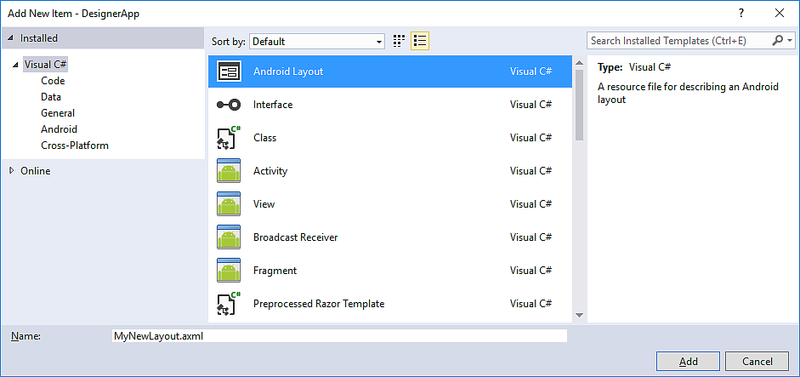 Add New Item - DesignerApp
?
Installed
Sort by: Default
Search Installed Templates (Ctrl+E)
Visual C#
Code
Data
General
Android
Cross-Platform
Online
Android Layout Visual C#
Interface Visual C#
C# Class Visual C#
Activity Visual C#
View Visual C#
Broadcast Receiver Visual C#
Fragment Visual C#
C# Preprocessed Razor Template Visual C#
Type: Visual C#
A resource file for describing an Android
layout
Name: MyNewLayout.axml
Add Cancel